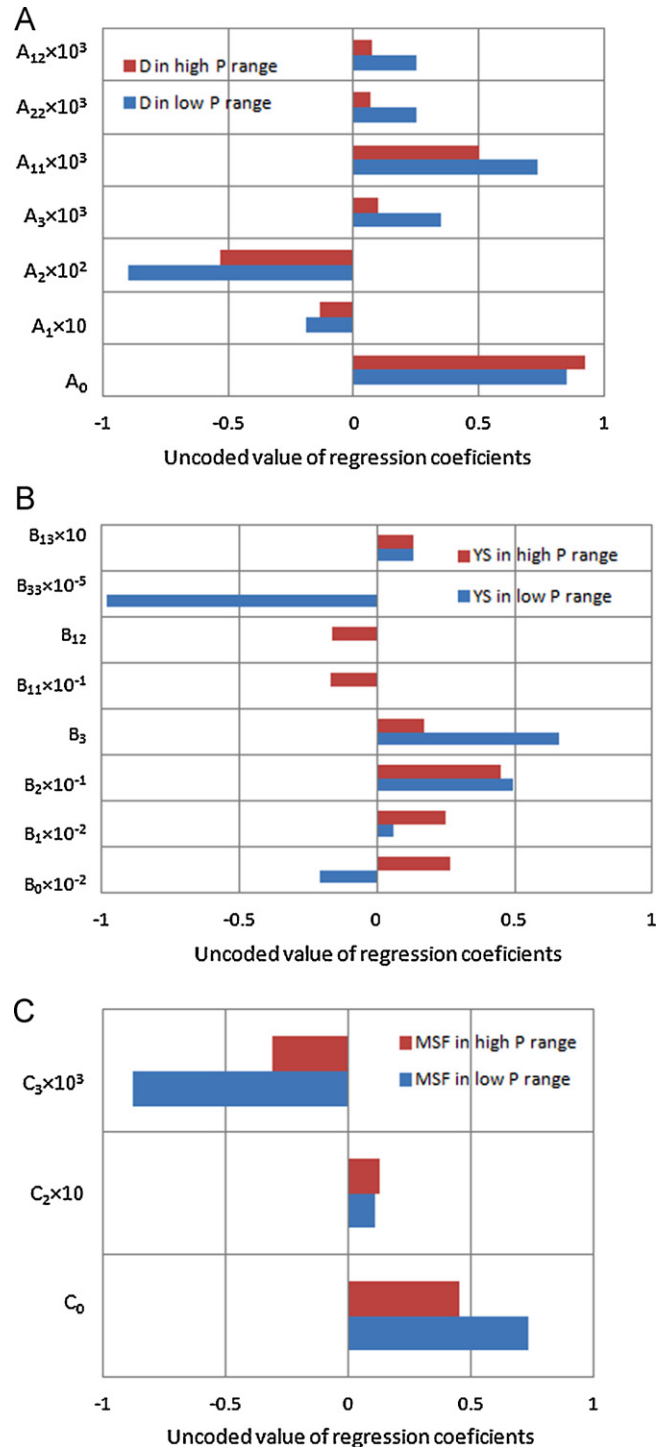 A
A₁₂×10³
D in high P range
D in low P range
A₂₂×10³
A₁₁×10³
A₃×10³
A₂×10²
A₁×10
A₀
-1 -0.5 0 0.5 1
Uncoded value of regression coeficients
B
B₁₃×10
YS in high P range
B₃₃×10⁻⁵
YS in low P range
B₁₂
B₁₁×10⁻¹
B₃
B₂×10⁻¹
B₁×10⁻²
B₀×10⁻²
-1 -0.5 0 0.5 1
Uncoded value of regression coeficients
C
MSF in high P range
C₃×10³
MSF in low P range
C₂×10
C₀
-1 -0.5 0 0.5 1
Uncoded value of regression coeficients